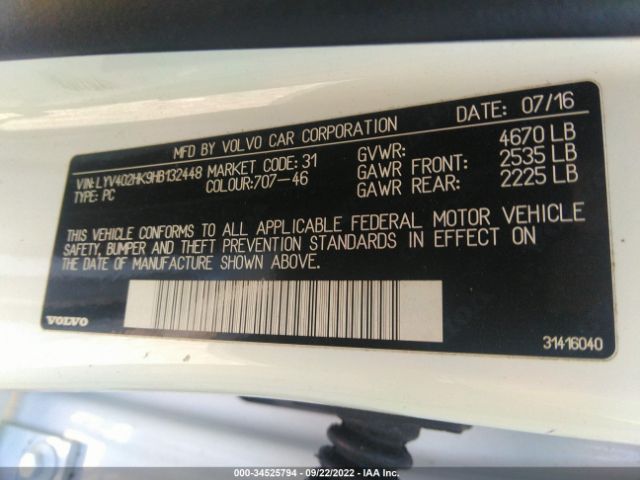 MFD BY VOLVO CAR CORPORATION DATE: 07/16
VIN:LYV402HK9HB132448 MARKET CODE: 31 GVWR: 4670 LB
TYPE: PC COLOUR:707-46 GAWR FRONT: 2535 LB
GAWR REAR: 2225 LB
THIS VEHICLE CONFORMS TO ALL APPLICABLE FEDERAL MOTOR VEHICLE
SAFETY, BUMPER AND THEFT PREVENTION STANDARDS IN EFFECT ON
THE DATE OF MANUFACTURE SHOWN ABOVE.
VOLVO 31416040
000-34525794 - 09/22/2022 - IAA Inc.